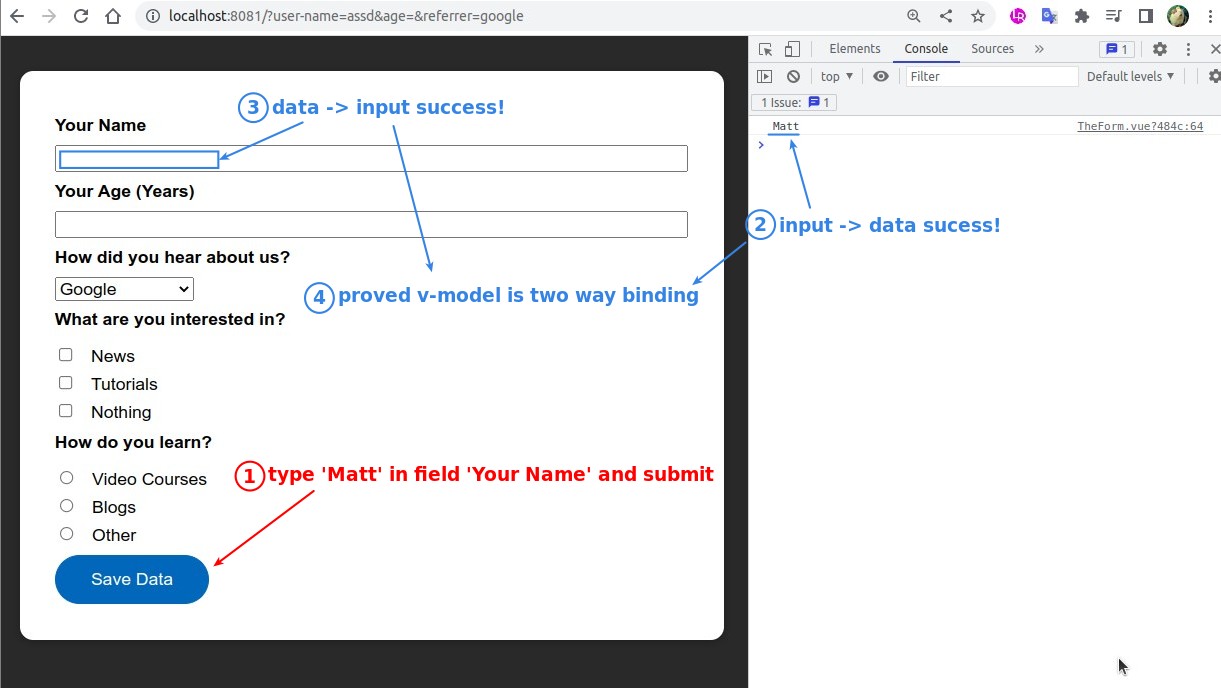 localhost:8081/?user-name=assd&age=&referrer=google
Elements Console Sources » 1
top ▼ Filter Default levels ▼
1 Issue: 1
Matt TheForm.vue?484c:64
>
③ data -> input success!
Your Name
Your Age (Years)
② input -> data sucess!
How did you hear about us?
Google
④ proved v-model is two way binding
What are you interested in?
News
Tutorials
Nothing
How do you learn?
① type 'Matt' in field 'Your Name' and submit
Video Courses
Blogs
Other
Save Data